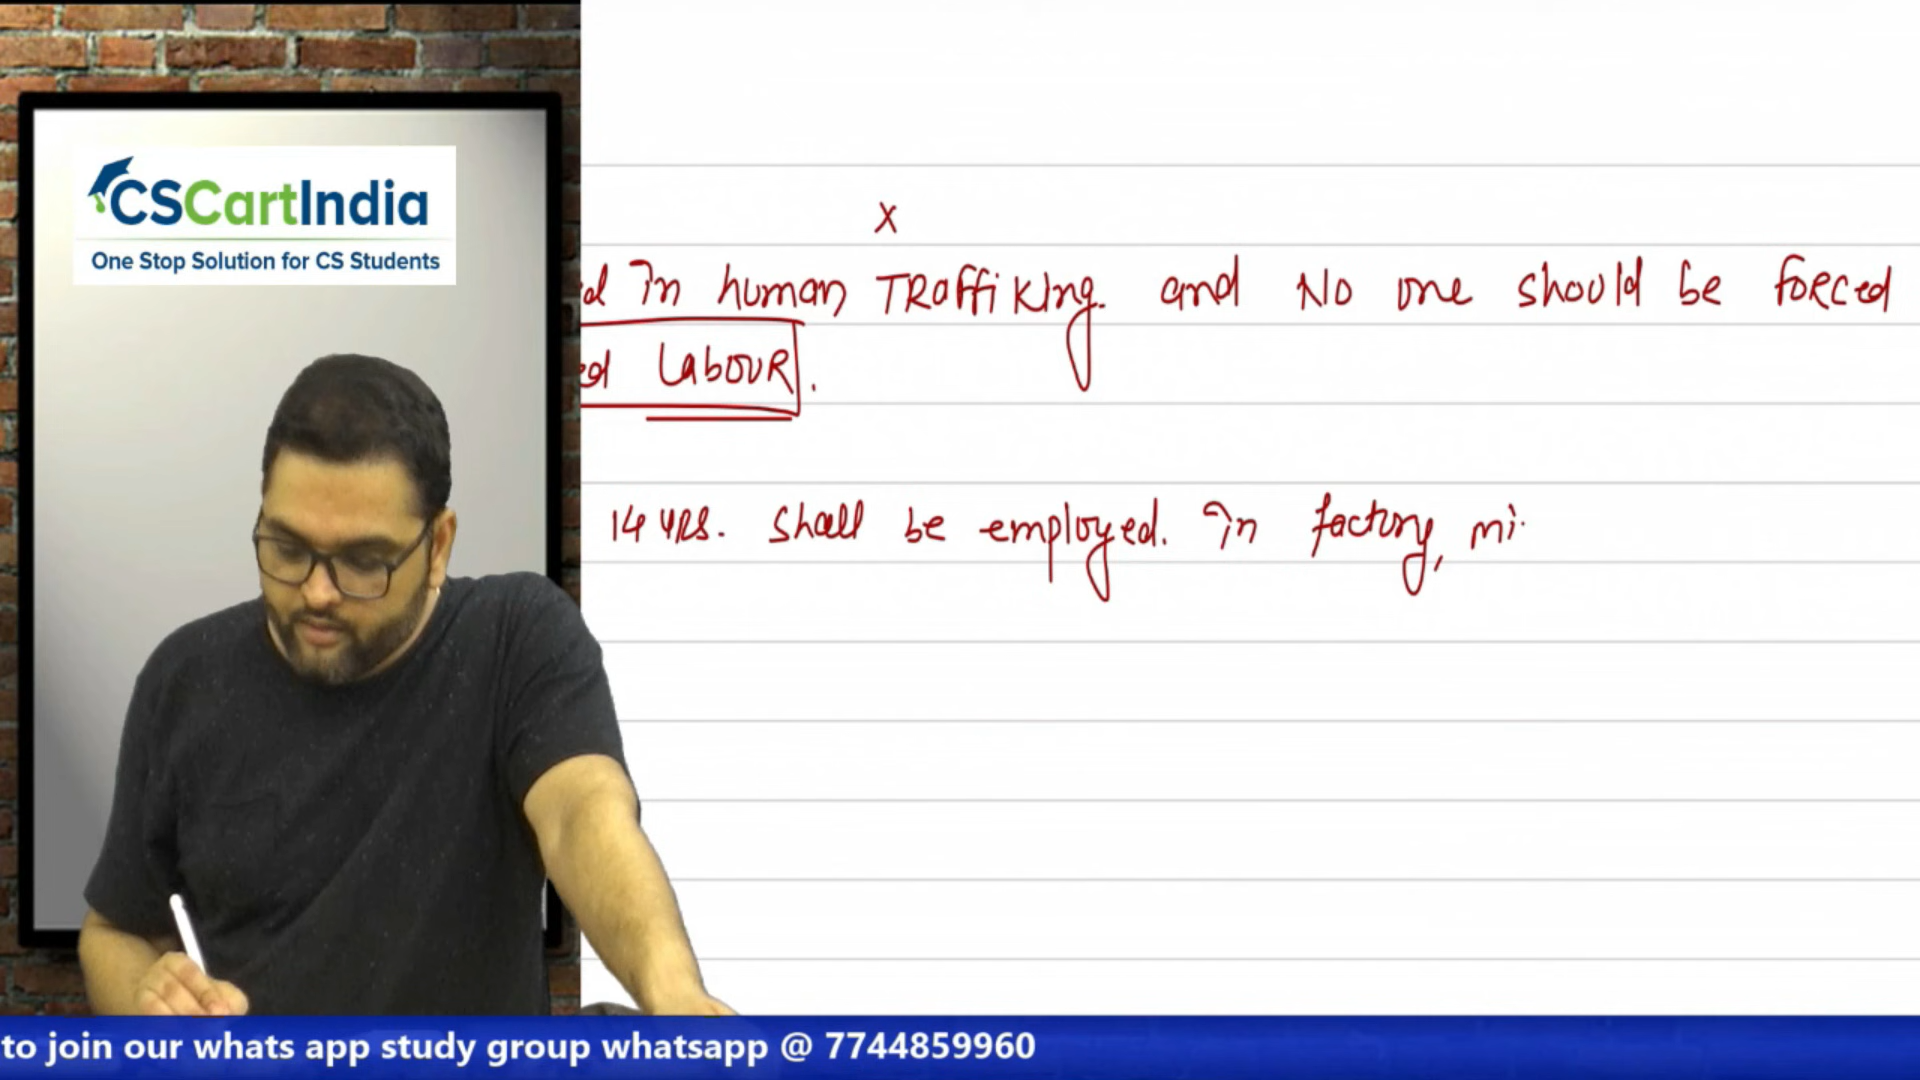 CSCartIndia
One Stop Solution for CS Students
x
in human TRaffiking. and No one should be forced
ed Labour.
14 yrs. shall be employed. in factory, mi
to join our whats app study group whatsapp @ 7744859960